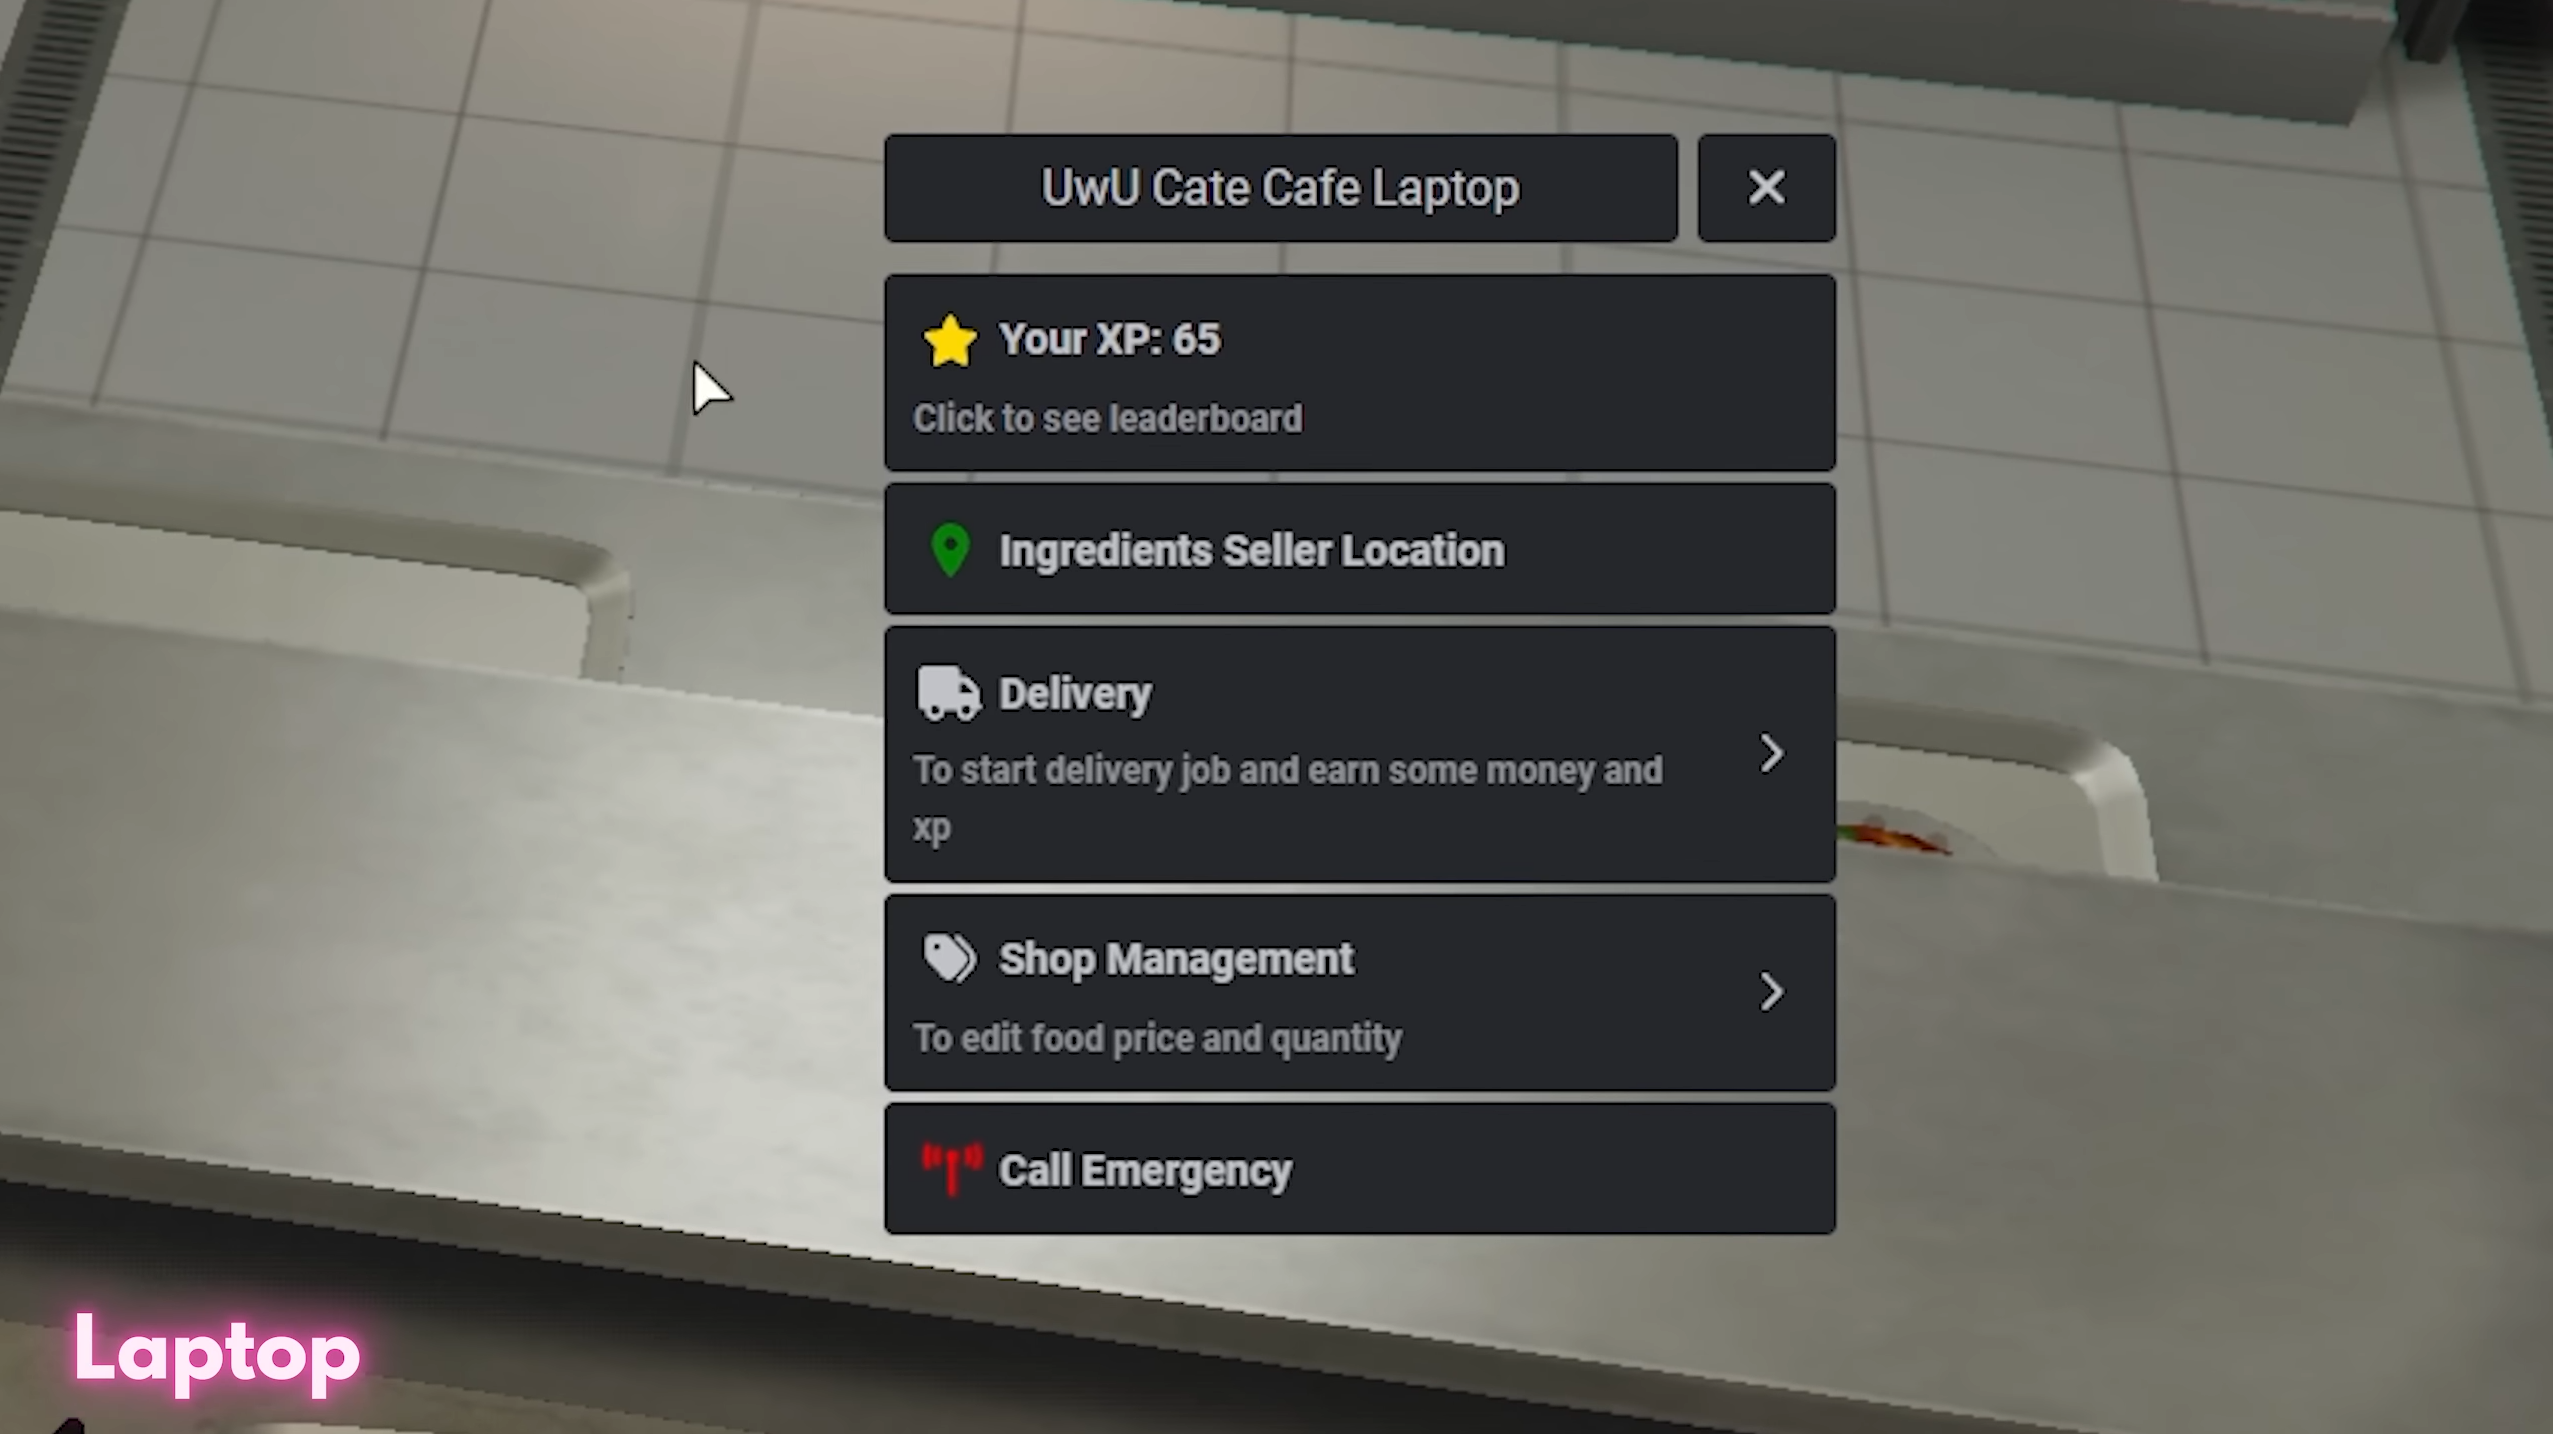 UwU Cate Cafe Laptop
Your XP: 65
Click to see leaderboard
Ingredients Seller Location
Delivery
To start delivery job and earn some money and
xp
Shop Management
To edit food price and quantity
Call Emergency
Laptop